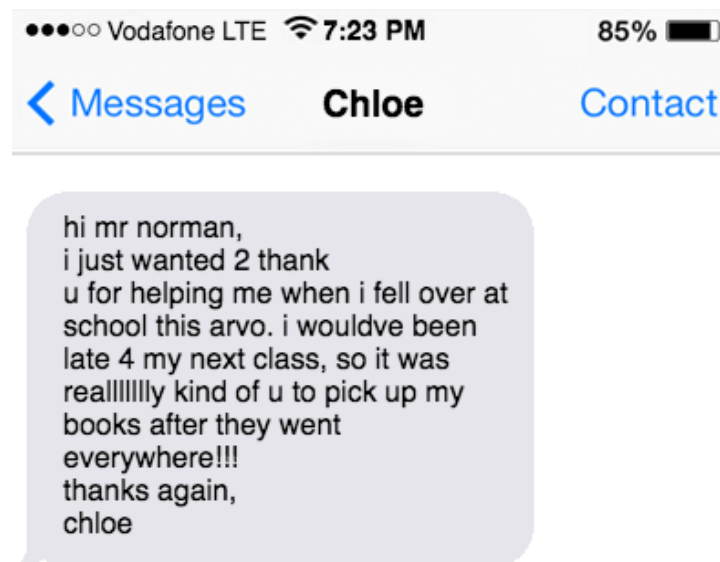 ●●●○○ Vodafone LTE 7:23 PM 85%
Messages Chloe Contact
hi mr norman,
i just wanted 2 thank
u for helping me when i fell over at
school this arvo. i wouldve been
late 4 my next class, so it was
realllllllly kind of u to pick up my
books after they went
everywhere!!!
thanks again,
chloe